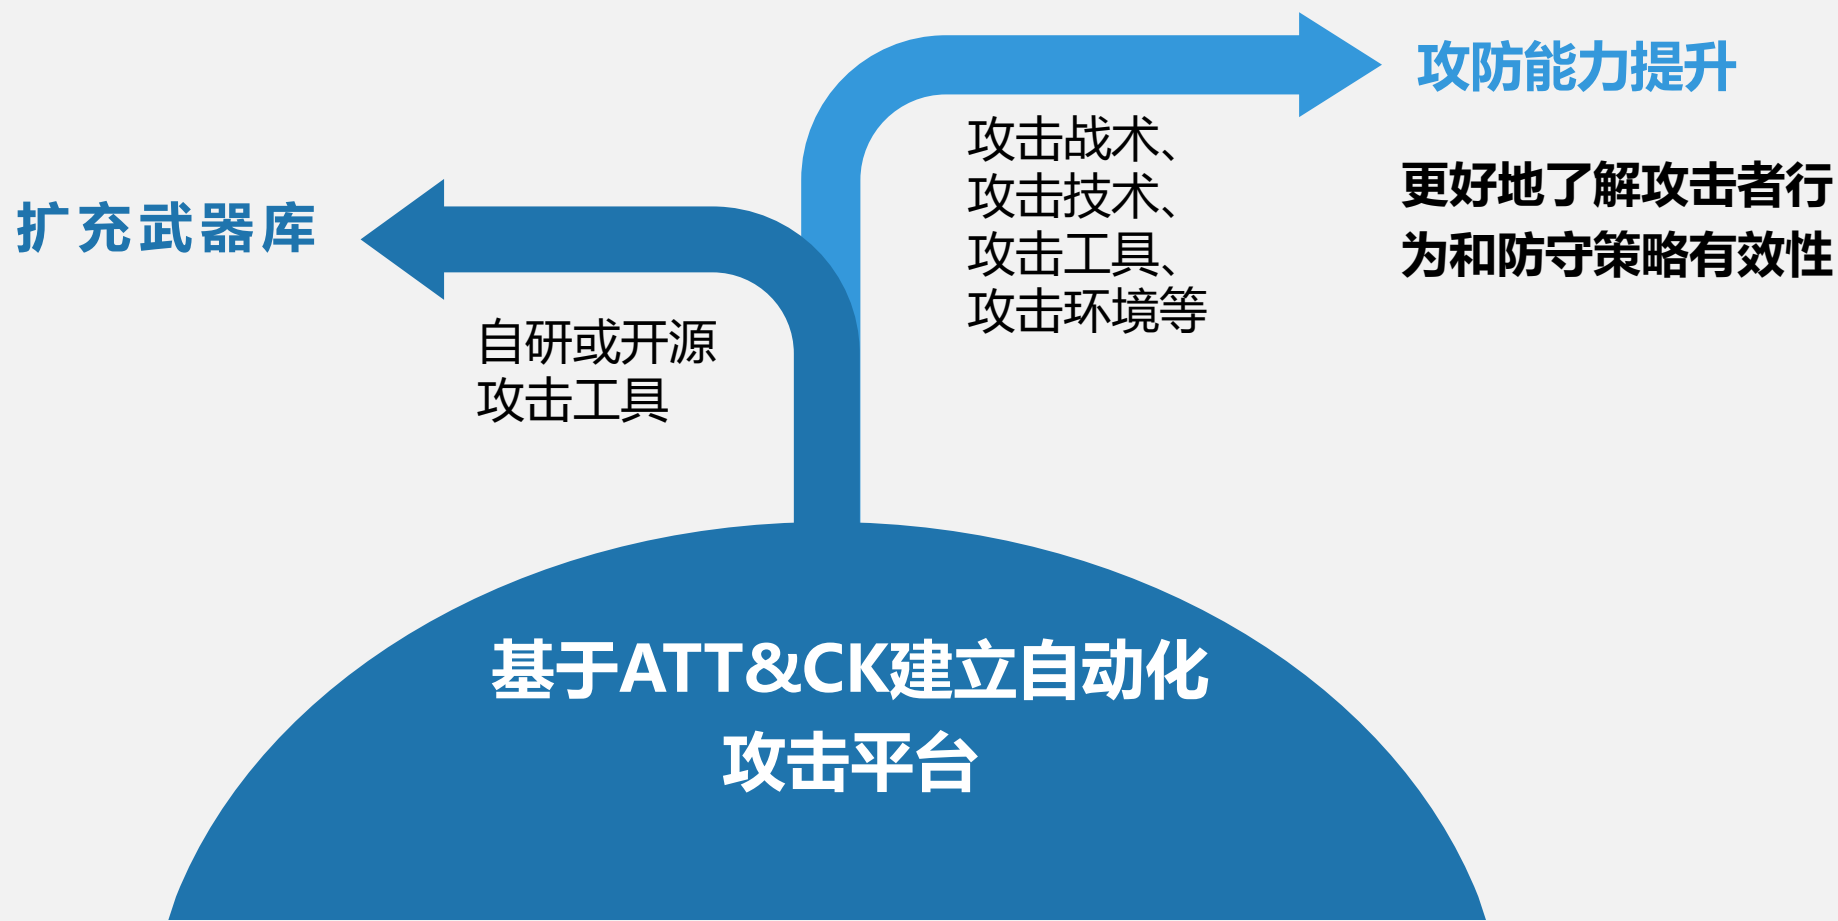 攻防能力提升
攻击战术、
攻击技术、
攻击工具、
攻击环境等
更好地了解攻击者行
为和防守策略有效性
扩充武器库
自研或开源
攻击工具
基于ATT&CK建立自动化
攻击平台